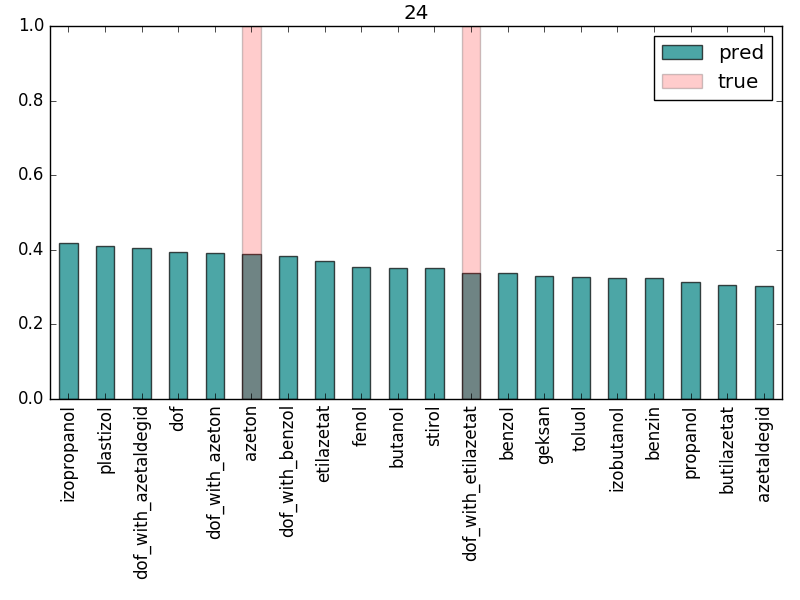 24
1.0
0.8
0.6
0.4
0.2
0.0
pred
true
izopropanol
plastizol
dof_with_azetaldegid
dof
dof_with_azeton
azeton
dof_with_benzol
etilazetat
fenol
butanol
stirol
dof_with_etilazetat
benzol
geksan
toluol
izobutanol
benzin
propanol
butilazetat
azetaldegid